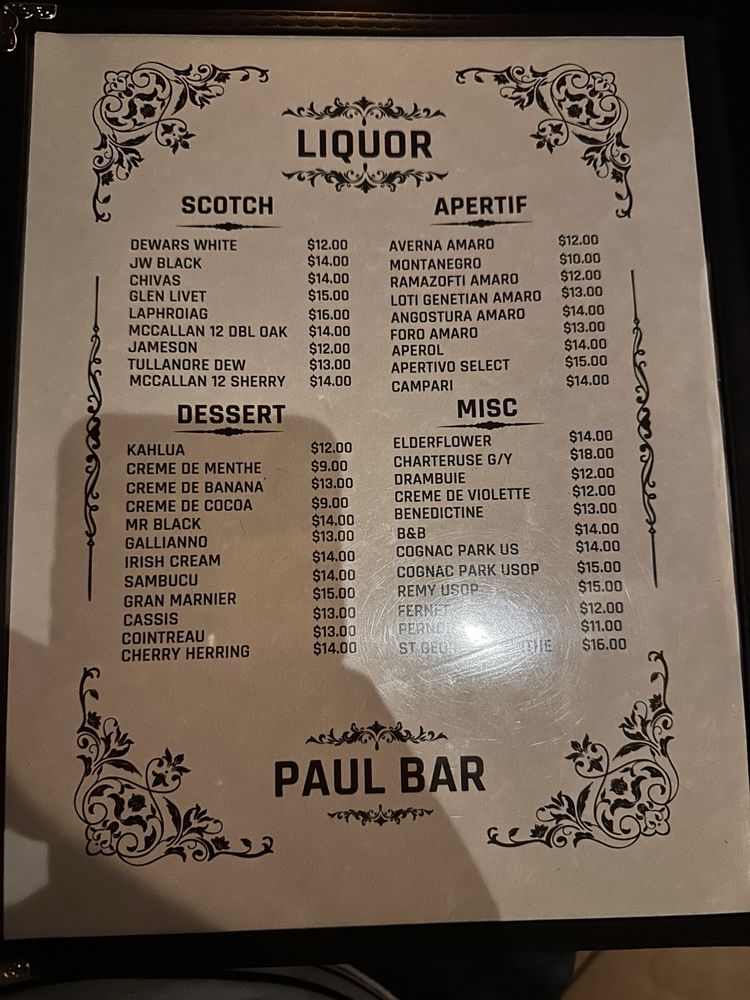 LIQUOR
SCOTCH
DEWARS WHITE $12.00
JW BLACK $14.00
CHIVAS $14.00
GLEN LIVET $15.00
LAPHROIAG $16.00
MCCALLAN 12 DBL OAK $14.00
JAMESON $12.00
TULLANORE DEW $13.00
MCCALLAN 12 SHERRY $14.00
APERTIF
AVERNA AMARO $12.00
MONTANEGRO $10.00
RAMAZOFTI AMARO $12.00
LOTI GENETIAN AMARO $13.00
ANGOSTURA AMARO $14.00
FORO AMARO $13.00
APEROL $14.00
APERTIVO SELECT $15.00
CAMPARI $14.00
DESSERT
KAHLUA $12.00
CREME DE MENTHE $9.00
CREME DE BANANA $13.00
CREME DE COCOA $9.00
MR BLACK $14.00
GALLIANNO $13.00
IRISH CREAM $14.00
SAMBUCU $14.00
GRAN MARNIER $15.00
CASSIS $13.00
COINTREAU $13.00
CHERRY HERRING $14.00
MISC
ELDERFLOWER $14.00
CHARTERUSE G/Y $18.00
DRAMBUIE $12.00
CREME DE VIOLETTE $12.00
BENEDICTINE $13.00
B&B $14.00
COGNAC PARK US $14.00
COGNAC PARK USOP $15.00
REMY USOP $15.00
$12.00
$11.00
ST $16.00
PAUL BAR